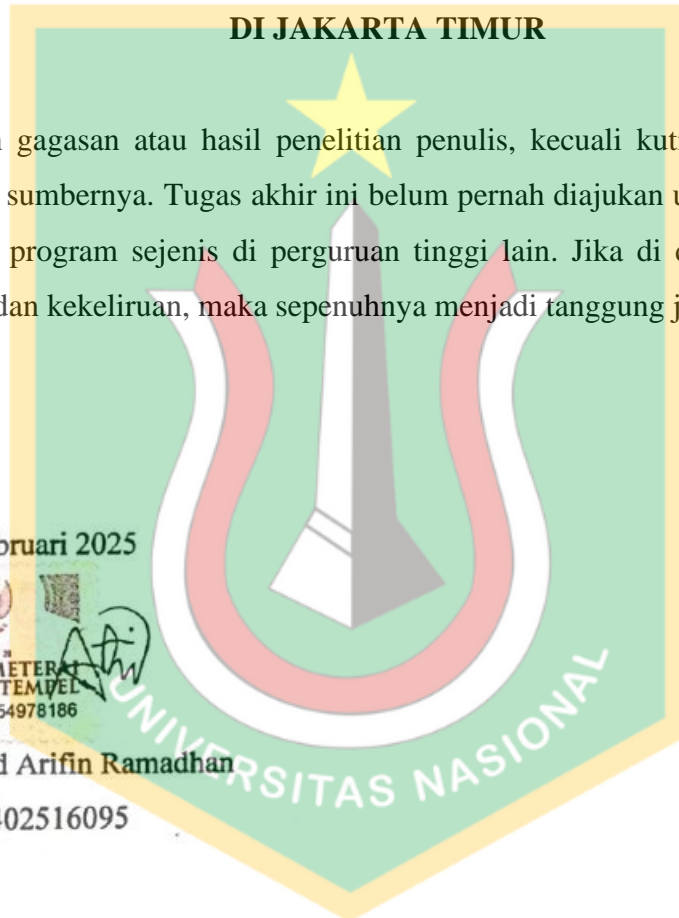 DI JAKARTA TIMUR
gagasan atau hasil penelitian penulis, kecuali
sumbernya. Tugas akhir ini belum pernah diajukan
program sejenis di perguruan tinggi lain. Jika di
dan kekeliruan, maka sepenuhnya menjadi tanggung
bruari 2025
METERAI
TEMPEL
54978186
d Arifin Ramadhan
402516095
UNIVERSITAS NASIONAL